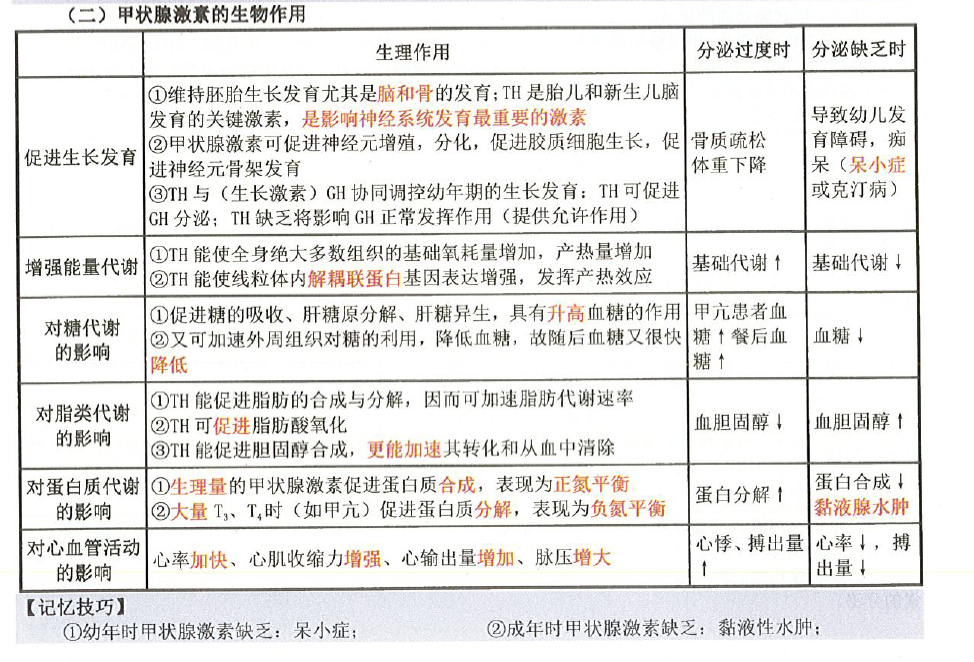 （二）甲状腺激素的生物作用
生理作用
分泌过度时
分泌缺乏时
促进生长发育
①维持胚胎生长发育尤其是脑和骨的发育；TH 是胎儿和新生儿脑
发育的关键激素，是影响神经系统发育最重要的激素
②甲状腺激素可促进神经元增殖，分化，促进胶质细胞生长，促
进神经元骨架发育
③TH 与（生长激素）GH 协同调控幼年期的生长发育：TH 可促进
GH 分泌；TH 缺乏将影响 GH 正常发挥作用（提供允许作用）
骨质疏松
体重下降
导致幼儿发
育障碍，痴
呆（呆小症
或克汀病）
增强能量代谢
①TH 能使全身绝大多数组织的基础氧耗量增加，产热量增加
②TH 能使线粒体内解耦联蛋白基因表达增强，发挥产热效应
基础代谢↑
基础代谢↓
对糖代谢
的影响
①促进糖的吸收、肝糖原分解、肝糖异生，具有升高血糖的作用
②又可加速外周组织对糖的利用，降低血糖，故随后血糖又很快
降低
甲亢患者血
糖↑餐后血
糖↑
血糖↓
对脂类代谢
的影响
①TH 能促进脂肪的合成与分解，因而可加速脂肪代谢速率
②TH 可促进脂肪酸氧化
③TH 能促进胆固醇合成，更能加速其转化和从血中清除
血胆固醇↓
血胆固醇↑
对蛋白质代谢
的影响
①生理量的甲状腺激素促进蛋白质合成，表现为正氮平衡
②大量 T₃、T₄时（如甲亢）促进蛋白质分解，表现为负氮平衡
蛋白分解↑
蛋白合成↓
黏液腺水肿
对心血管活动
的影响
心率加快、心肌收缩力增强、心输出量增加、脉压增大
心悸、搏出量
↑
心率↓，搏
出量↓
【记忆技巧】
①幼年时甲状腺激素缺乏：呆小症；
②成年时甲状腺激素缺乏：黏液性水肿；